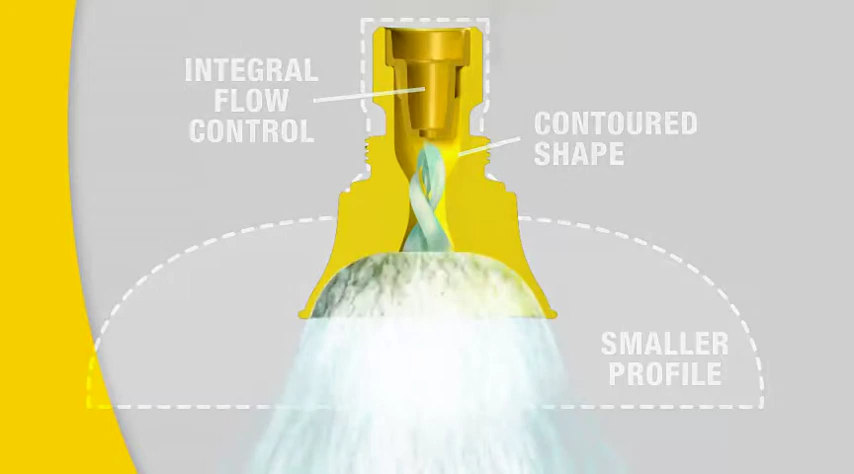 INTEGRAL
FLOW
CONTROL
CONTOURED
SHAPE
SMALLER
PROFILE